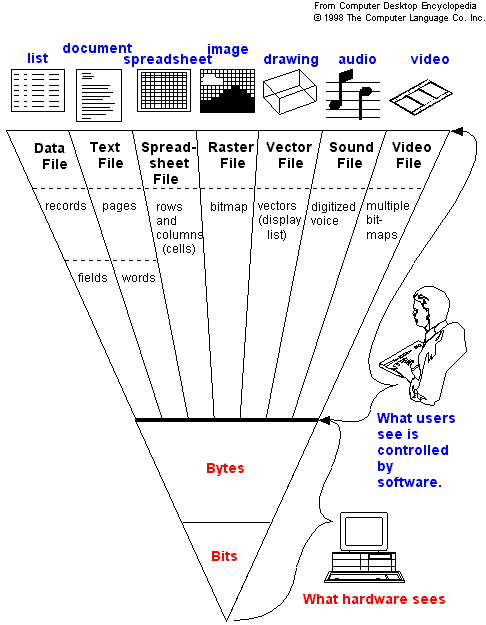 From Computer Desktop Encyclopedia
© 1998 The Computer Language Co. Inc.
list
document
spreadsheet
image
drawing
audio
video
Data
File
Text
File
Spread-
sheet
File
Raster
File
Vector
File
Sound
File
Video
File
records
pages
rows
and
columns
(cells)
bitmap
vectors
(display
list)
digitized
voice
multiple
bit-
maps
fields
words
What users
see is
controlled
by
software.
Bytes
Bits
What hardware sees